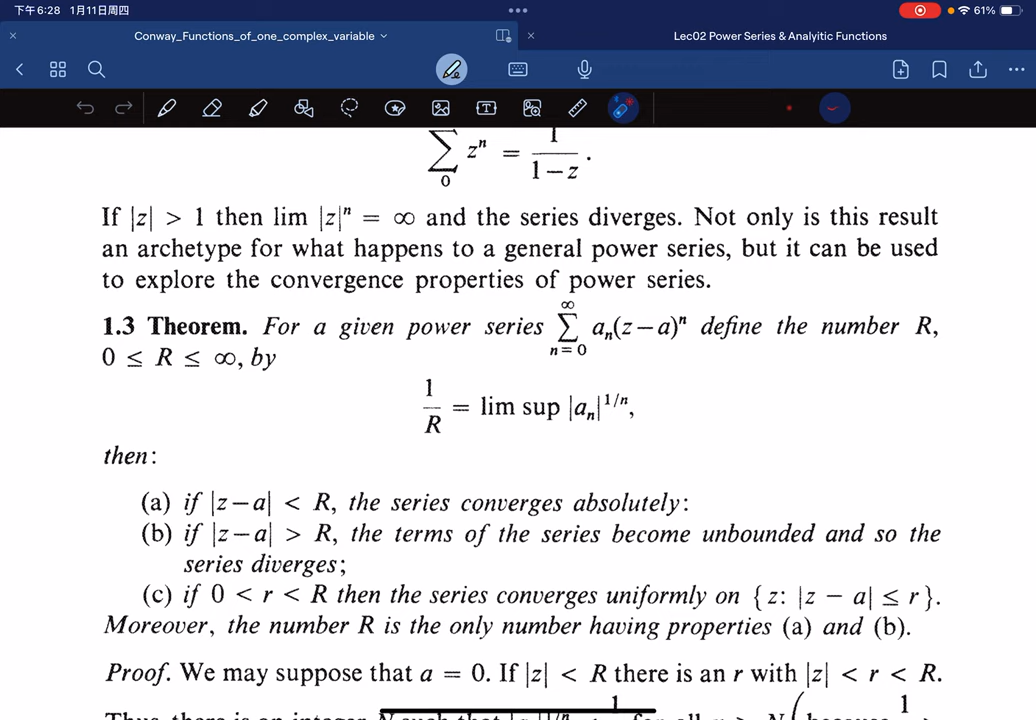 下午6:28 1月11日周四
61%
Conway_Functions_of_one_complex_variable
Lec02 Power Series & Analyitic Functions
∑ zⁿ = 1/(1−z).
0
If |z| > 1 then lim |z|ⁿ = ∞ and the series diverges. Not only is this result
an archetype for what happens to a general power series, but it can be used
to explore the convergence properties of power series.
1.3 Theorem. For a given power series ∑_{n=0}^{∞} aₙ(z−a)ⁿ define the number R,
0 ≤ R ≤ ∞, by
1/R = lim sup |aₙ|^{1/n},
then:
(a) if |z−a| < R, the series converges absolutely:
(b) if |z−a| > R, the terms of the series become unbounded and so the
series diverges;
(c) if 0 < r < R then the series converges uniformly on {z: |z − a| ≤ r}.
Moreover, the number R is the only number having properties (a) and (b).
Proof. We may suppose that a = 0. If |z| < R there is an r with |z| < r < R.